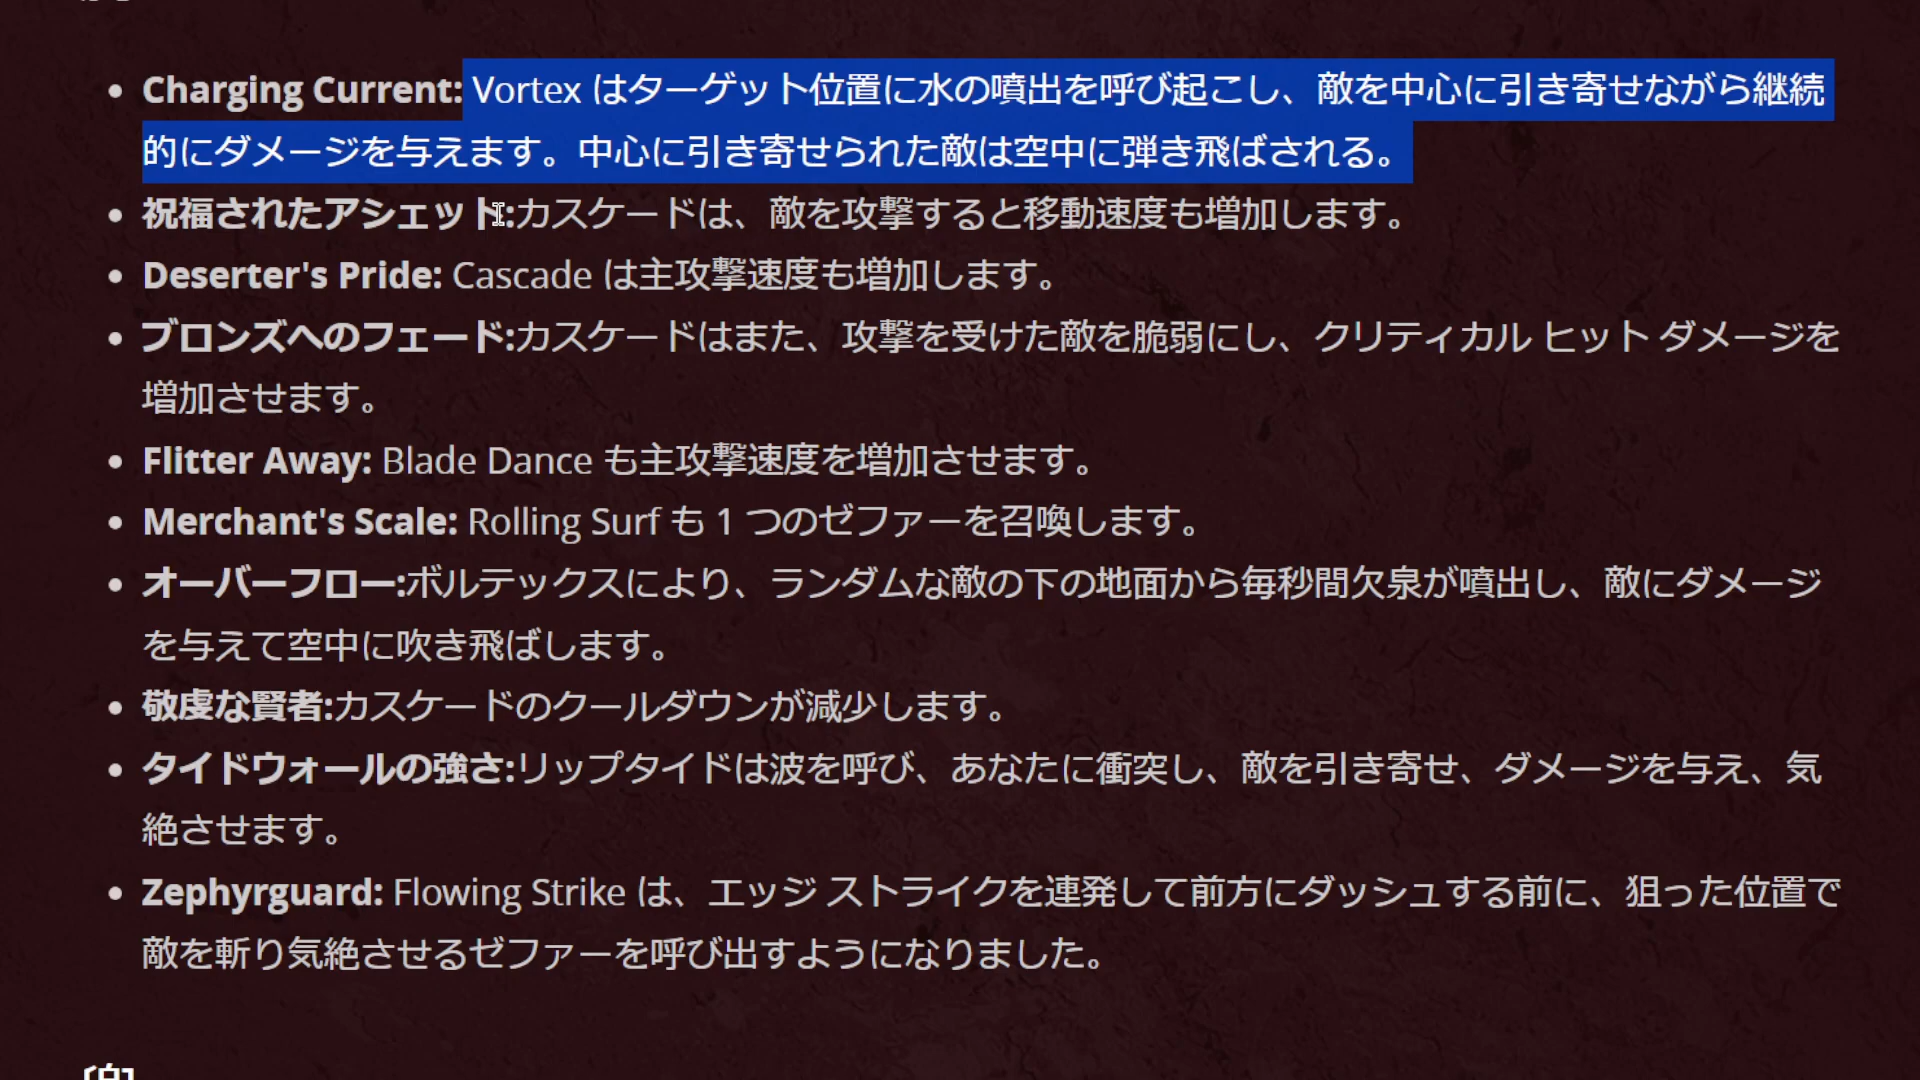 Charging Current: Vortex はターゲット位置に水の噴出を呼び起こし、敵を中心に引き寄せながら継続
的にダメージを与えます。中心に引き寄せられた敵は空中に弾き飛ばされる。
祝福されたアシェット:カスケードは、敵を攻撃すると移動速度も増加します。
Deserter's Pride: Cascade は主攻撃速度も増加します。
ブロンズへのフェード:カスケードはまた、攻撃を受けた敵を脆弱にし、クリティカル ヒット ダメージを
増加させます。
Flitter Away: Blade Dance も主攻撃速度を増加させます。
Merchant's Scale: Rolling Surf も 1 つのゼファーを召喚します。
オーバーフロー:ボルテックスにより、ランダムな敵の下の地面から毎秒間欠泉が噴出し、敵にダメージ
を与えて空中に吹き飛ばします。
敬虔な賢者:カスケードのクールダウンが減少します。
タイドウォールの強さ:リップタイドは波を呼び、あなたに衝突し、敵を引き寄せ、ダメージを与え、気
絶させます。
Zephyrguard: Flowing Strike は、エッジ ストライクを連発して前方にダッシュする前に、狙った位置で
敵を斬り気絶させるゼファーを呼び出すようになりました。